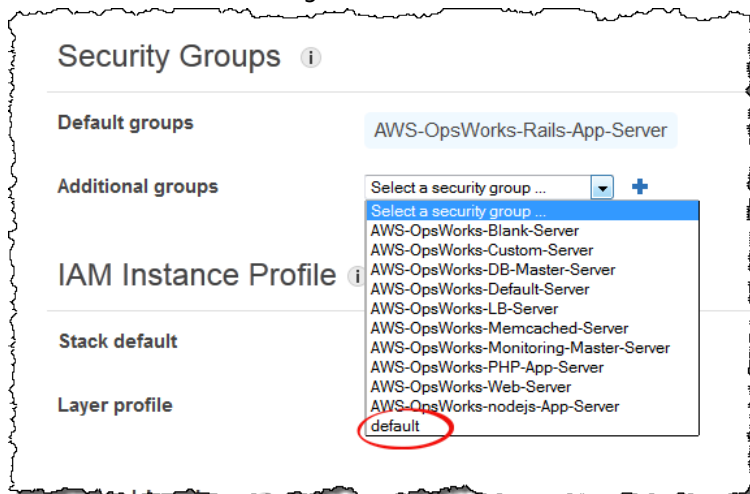 Security Groups i
Default groups
AWS-OpsWorks-Rails-App-Server
Additional groups
Select a security group ...
Select a security group ...
AWS-OpsWorks-Blank-Server
AWS-OpsWorks-Custom-Server
AWS-OpsWorks-DB-Master-Server
AWS-OpsWorks-Default-Server
AWS-OpsWorks-LB-Server
AWS-OpsWorks-Memcached-Server
AWS-OpsWorks-Monitoring-Master-Server
AWS-OpsWorks-PHP-App-Server
AWS-OpsWorks-Web-Server
AWS-OpsWorks-nodejs-App-Server
default
IAM Instance Profile i
Stack default
Layer profile